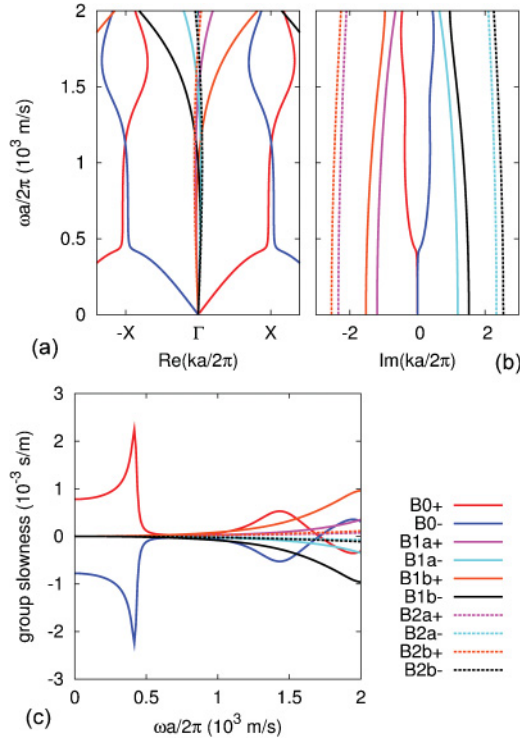 2
1.5
1
0.5
0
ωa/2π (10³ m/s)
-X Γ X
Re(ka/2π)
(a)
-2 0 2
Im(ka/2π)
(b)
3
2
1
0
-1
-2
-3
group slowness (10⁻³ s/m)
0 0.5 1 1.5 2
ωa/2π (10³ m/s)
(c)
B0+
B0-
B1a+
B1a-
B1b+
B1b-
B2a+
B2a-
B2b+
B2b-